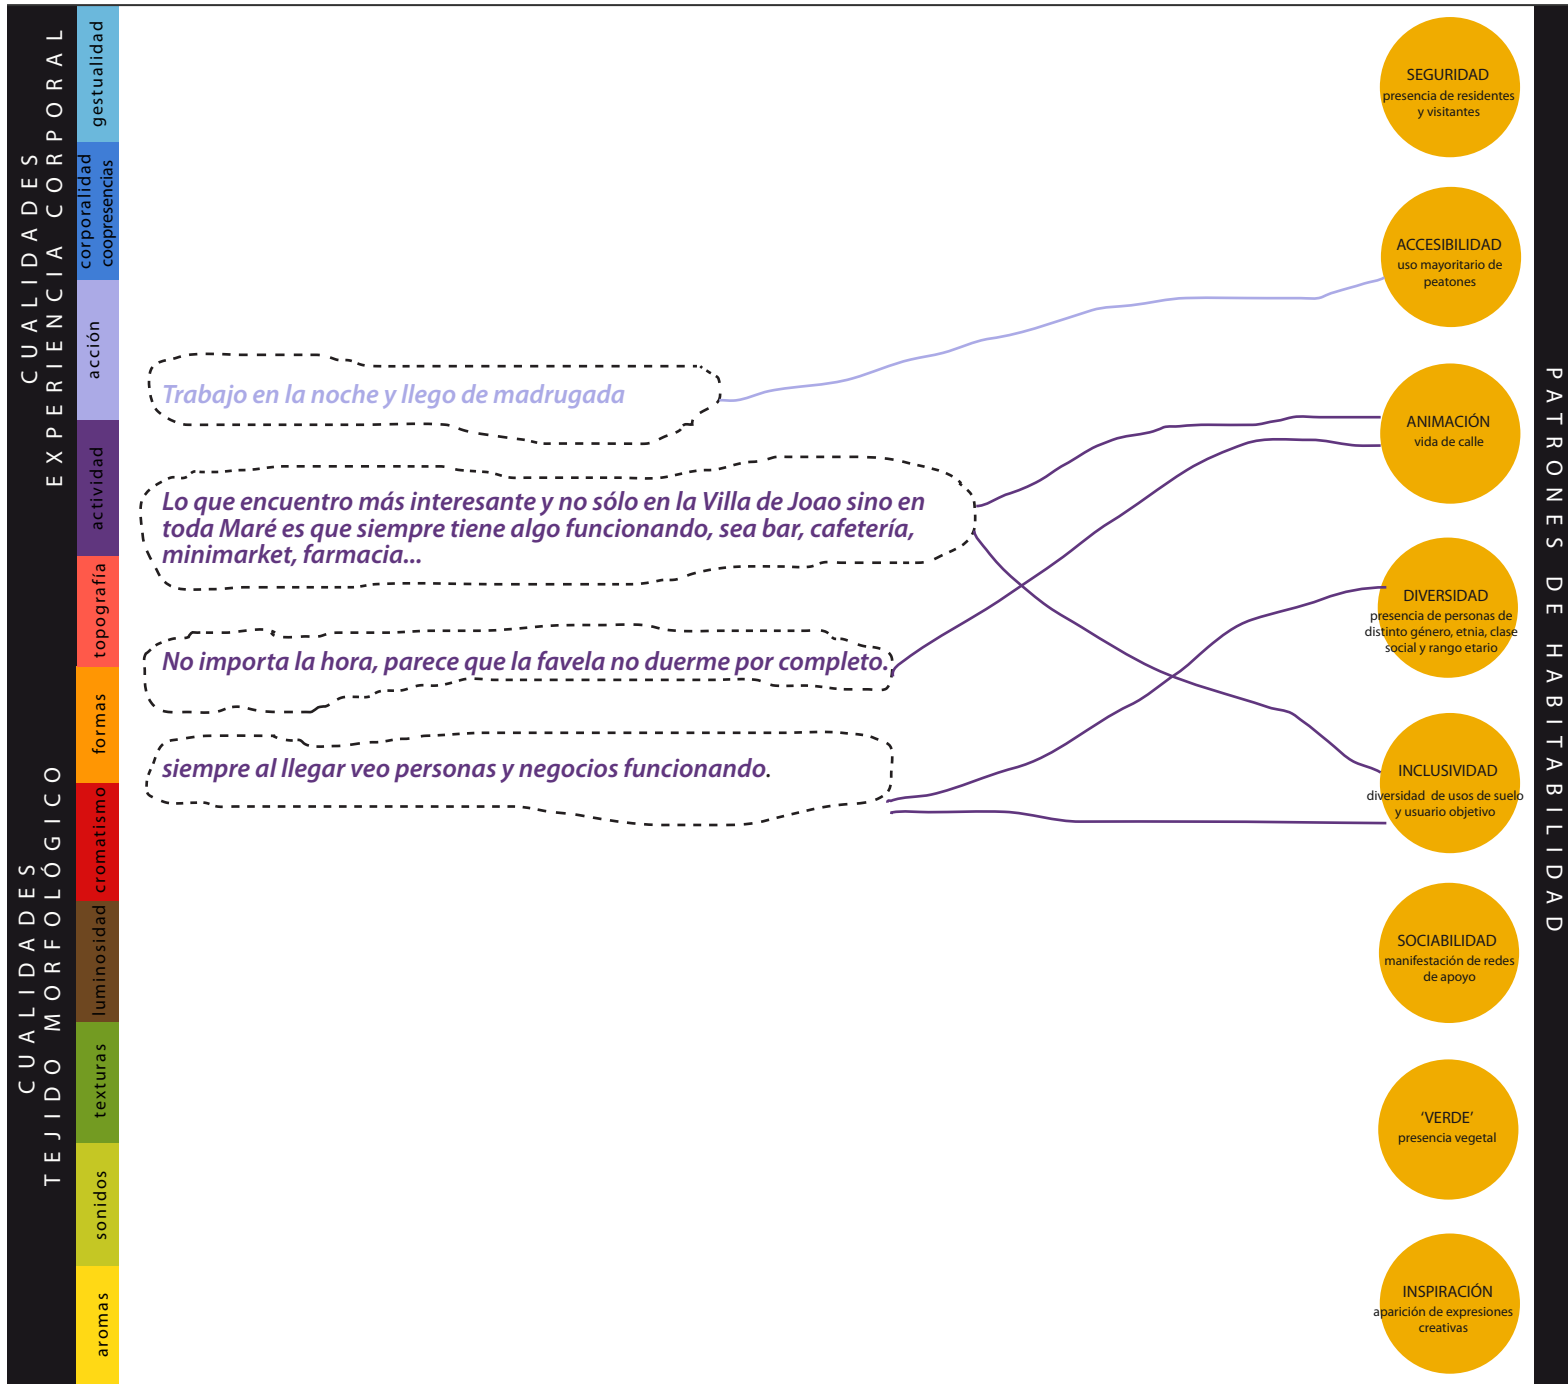 CUALIDADES
EXPERIENCIA CORPORAL
CUALIDADES
TEJIDO MORFOLÓGICO
gestualidad
corporalidad
coopresencias
acción
actividad
topografía
formas
cromatismo
luminosidad
texturas
sonidos
aromas
Trabajo en la noche y llego de madrugada
Lo que encuentro más interesante y no sólo en la Villa de Joao sino en
toda Maré es que siempre tiene algo funcionando, sea bar, cafetería,
minimarket, farmacia...
No importa la hora, parece que la favela no duerme por completo.
siempre al llegar veo personas y negocios funcionando.
SEGURIDAD
presencia de residentes
y visitantes
ACCESIBILIDAD
uso mayoritario de
peatones
ANIMACIÓN
vida de calle
DIVERSIDAD
presencia de personas de
distinto género, etnia, clase
social y rango etario
INCLUSIVIDAD
diversidad de usos de suelo
y usuario objetivo
SOCIABILIDAD
manifestación de redes
de apoyo
‘VERDE’
presencia vegetal
INSPIRACIÓN
aparición de expresiones
creativas
PATRONES DE HABITABILIDAD